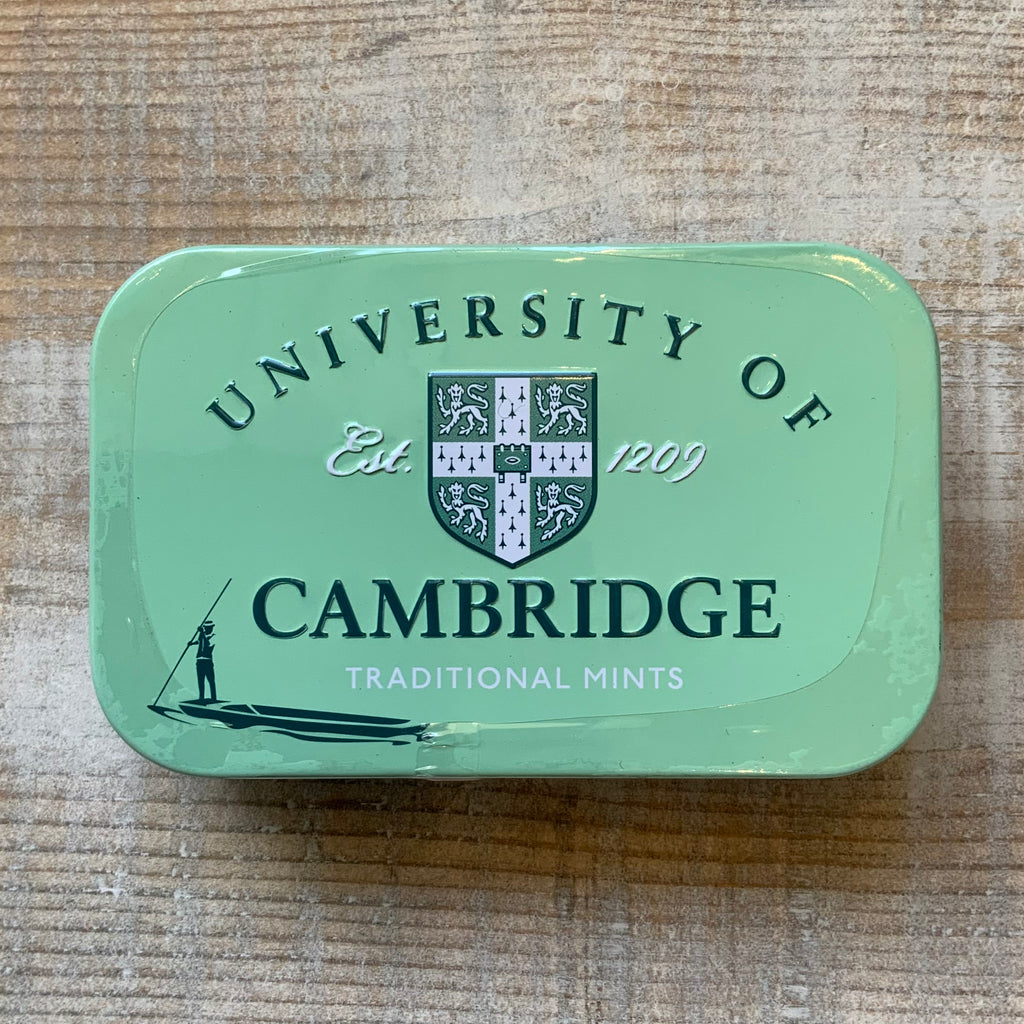 UNIVERSITY OF
Est. 1209
CAMBRIDGE
TRADITIONAL MINTS